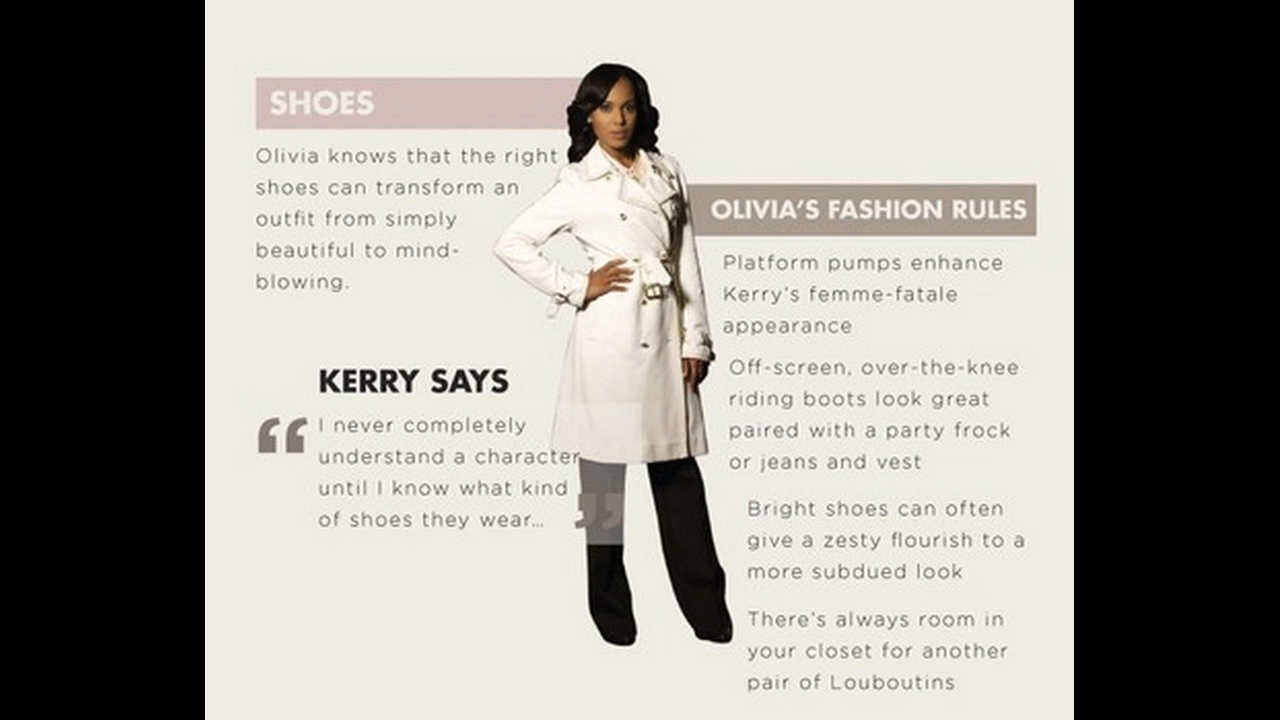 SHOES
Olivia knows that the right
shoes can transform an
outfit from simply
beautiful to mind-
blowing.
KERRY SAYS
“ I never completely
understand a character
until I know what kind
of shoes they wear… ”
OLIVIA’S FASHION RULES
Platform pumps enhance
Kerry’s femme-fatale
appearance
Off-screen, over-the-knee
riding boots look great
paired with a party frock
or jeans and vest
Bright shoes can often
give a zesty flourish to a
more subdued look
There’s always room in
your closet for another
pair of Louboutins